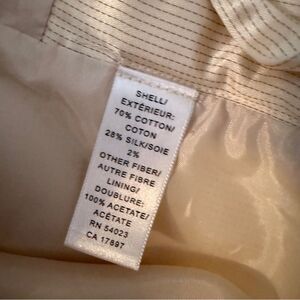 SHELL/
EXTÉRIEUR:
70% COTTON/
COTON
28% SILK/SOIE
2%
OTHER FIBER/
AUTRE FIBRE
LINING/
DOUBLURE:
100% ACETATE/
ACÉTATE
RN 54023
CA 17897